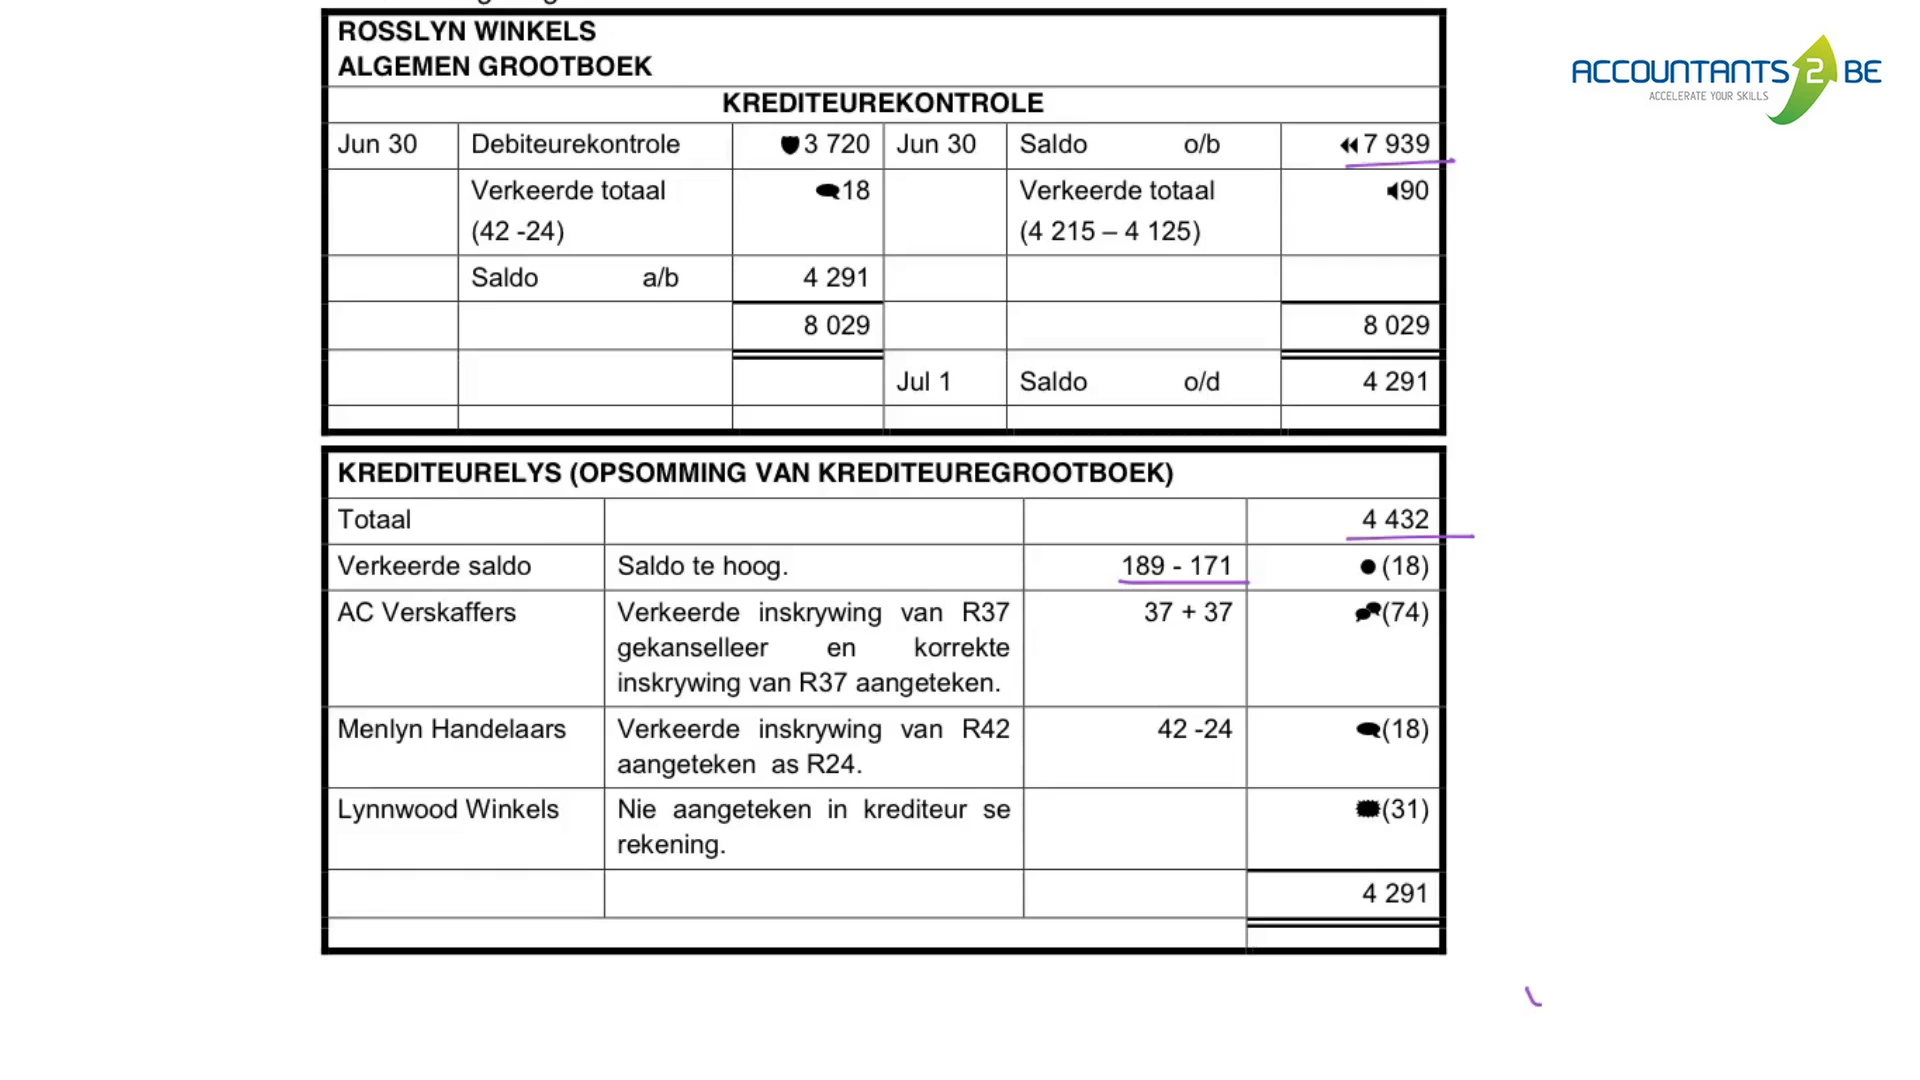 ROSSLYN WINKELS
ALGEMEN GROOTBOEK
KREDITEUREKONTROLE
Jun 30 Debiteurekontrole 3 720 Jun 30 Saldo o/b 7 939
Verkeerde totaal 18 Verkeerde totaal 90
(42 -24) (4 215 – 4 125)
Saldo a/b 4 291
8 029 8 029
Jul 1 Saldo o/d 4 291
KREDITEURELYS (OPSOMMING VAN KREDITEUREGROOTBOEK)
Totaal 4 432
Verkeerde saldo Saldo te hoog. 189 - 171 (18)
AC Verskaffers Verkeerde inskrywing van R37 37 + 37 (74)
gekanselleer en korrekte
inskrywing van R37 aangeteken.
Menlyn Handelaars Verkeerde inskrywing van R42 42 -24 (18)
aangeteken as R24.
Lynnwood Winkels Nie aangeteken in krediteur se (31)
rekening.
4 291
ACCOUNTANTS 2 BE
ACCELERATE YOUR SKILLS